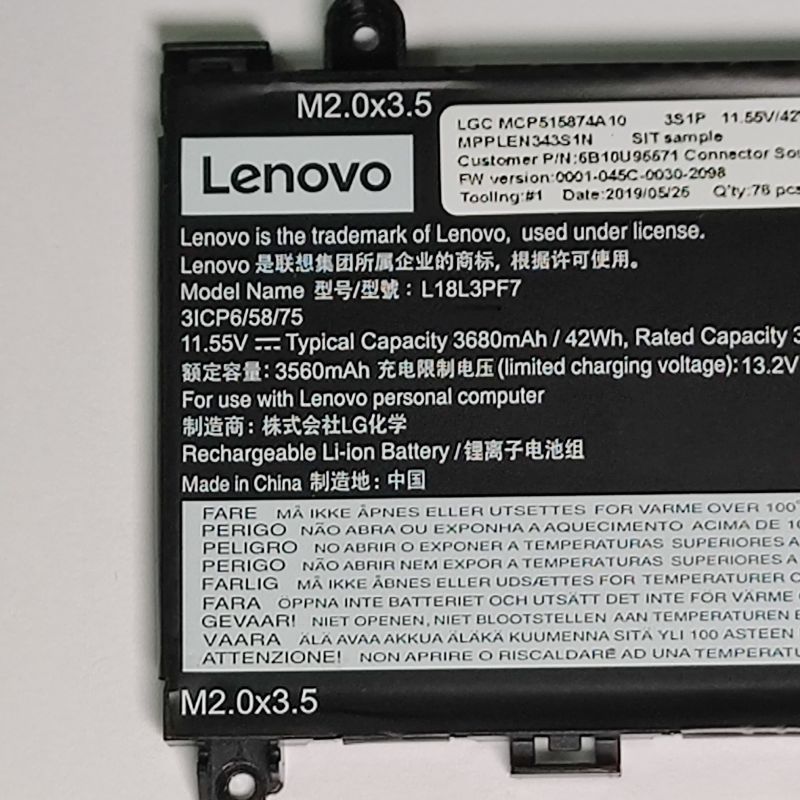 M2.0x3.5
LGC MCP515874A10 3S1P 11.55V/42
MPPLEN343S1N SIT sample
Customer P/N:6B10U95571 Connector Sou
FW version:0001-045C-0030-2098
Tooling:#1 Date:2019/05/26 Q'ty:78 pcs
Lenovo
Lenovo is the trademark of Lenovo, used under license.
Lenovo 是联想集团所属企业的商标, 根据许可使用。
Model Name 型号/型號: L18L3PF7
3ICP6/58/75
11.55V ⎓ Typical Capacity 3680mAh / 42Wh, Rated Capacity 3
额定容量: 3560mAh 充电限制电压(limited charging voltage): 13.2V
For use with Lenovo personal computer
制造商: 株式会社LG化学
Rechargeable Li-ion Battery / 锂离子电池组
Made in China 制造地: 中国
FARE MÅ IKKE ÅPNES ELLER UTSETTES FOR VARME OVER 100°
PERIGO NÃO ABRA OU EXPONHA A AQUECIMENTO ACIMA DE 10
PELIGRO NO ABRIR O EXPONER A TEMPERATURAS SUPERIORES A
PERIGO NÃO ABRIR NEM EXPOR A TEMPERATURAS SUPERIORES A
FARLIG MÅ IKKE ÅBNES ELLER UDSÆTTES FOR TEMPERATURER O
FARA ÖPPNA INTE BATTERIET OCH UTSÄTT DET INTE FÖR VÄRME
GEVAAR! NIET OPENEN, NIET BLOOTSTELLEN AAN TEMPERATUREN B
VAARA ÄLÄ AVAA AKKUA ÄLÄKÄ KUUMENNA SITÄ YLI 100 ASTEEN
ATTENZIONE! NON APRIRE O RISCALDARE AD UNA TEMPERATU
M2.0x3.5